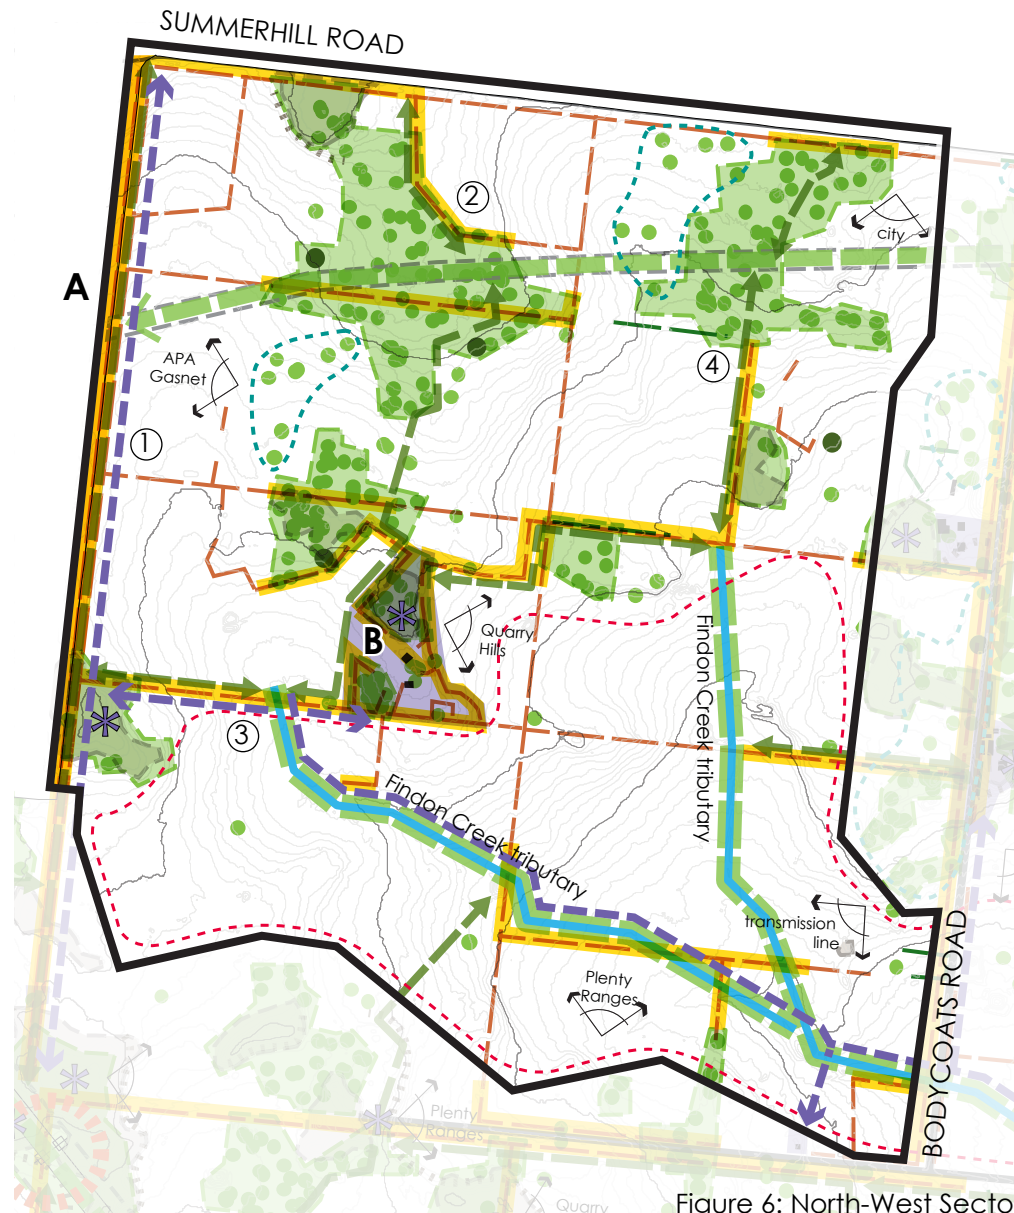 SUMMERHILL ROAD
2
city
A
APA
Gasnet
4
1
Quarry
Hills
B
Findon Creek tributary
3
Findon Creek tributary
transmission
line
Plenty
Ranges
BODYCOATS ROAD
Plenty
Ranges
Quarry
Figure 6: North-West Secto